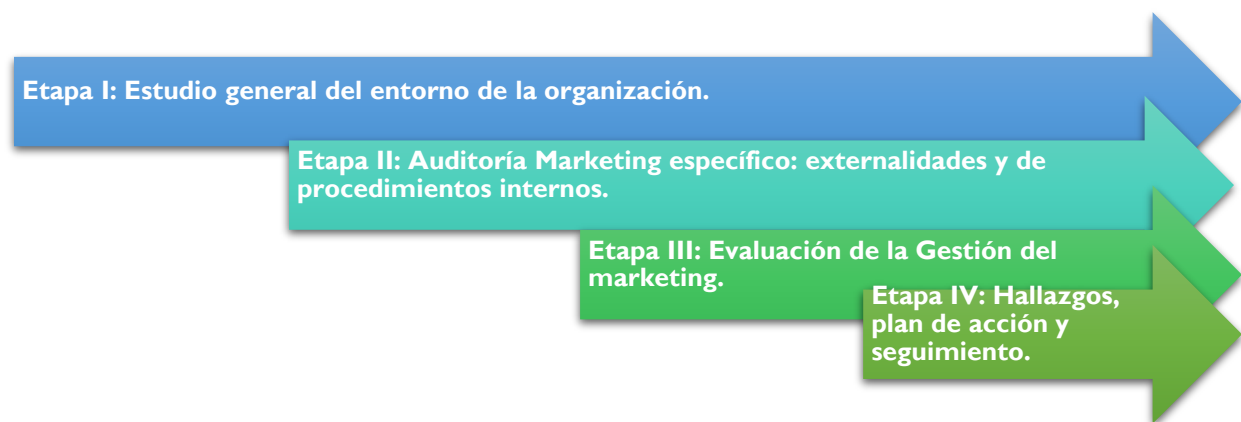 Etapa I: Estudio general del entorno de la organización.
Etapa II: Auditoría Marketing específico: externalidades y de
procedimientos internos.
Etapa III: Evaluación de la Gestión del
marketing.
Etapa IV: Hallazgos,
plan de acción y
seguimiento.